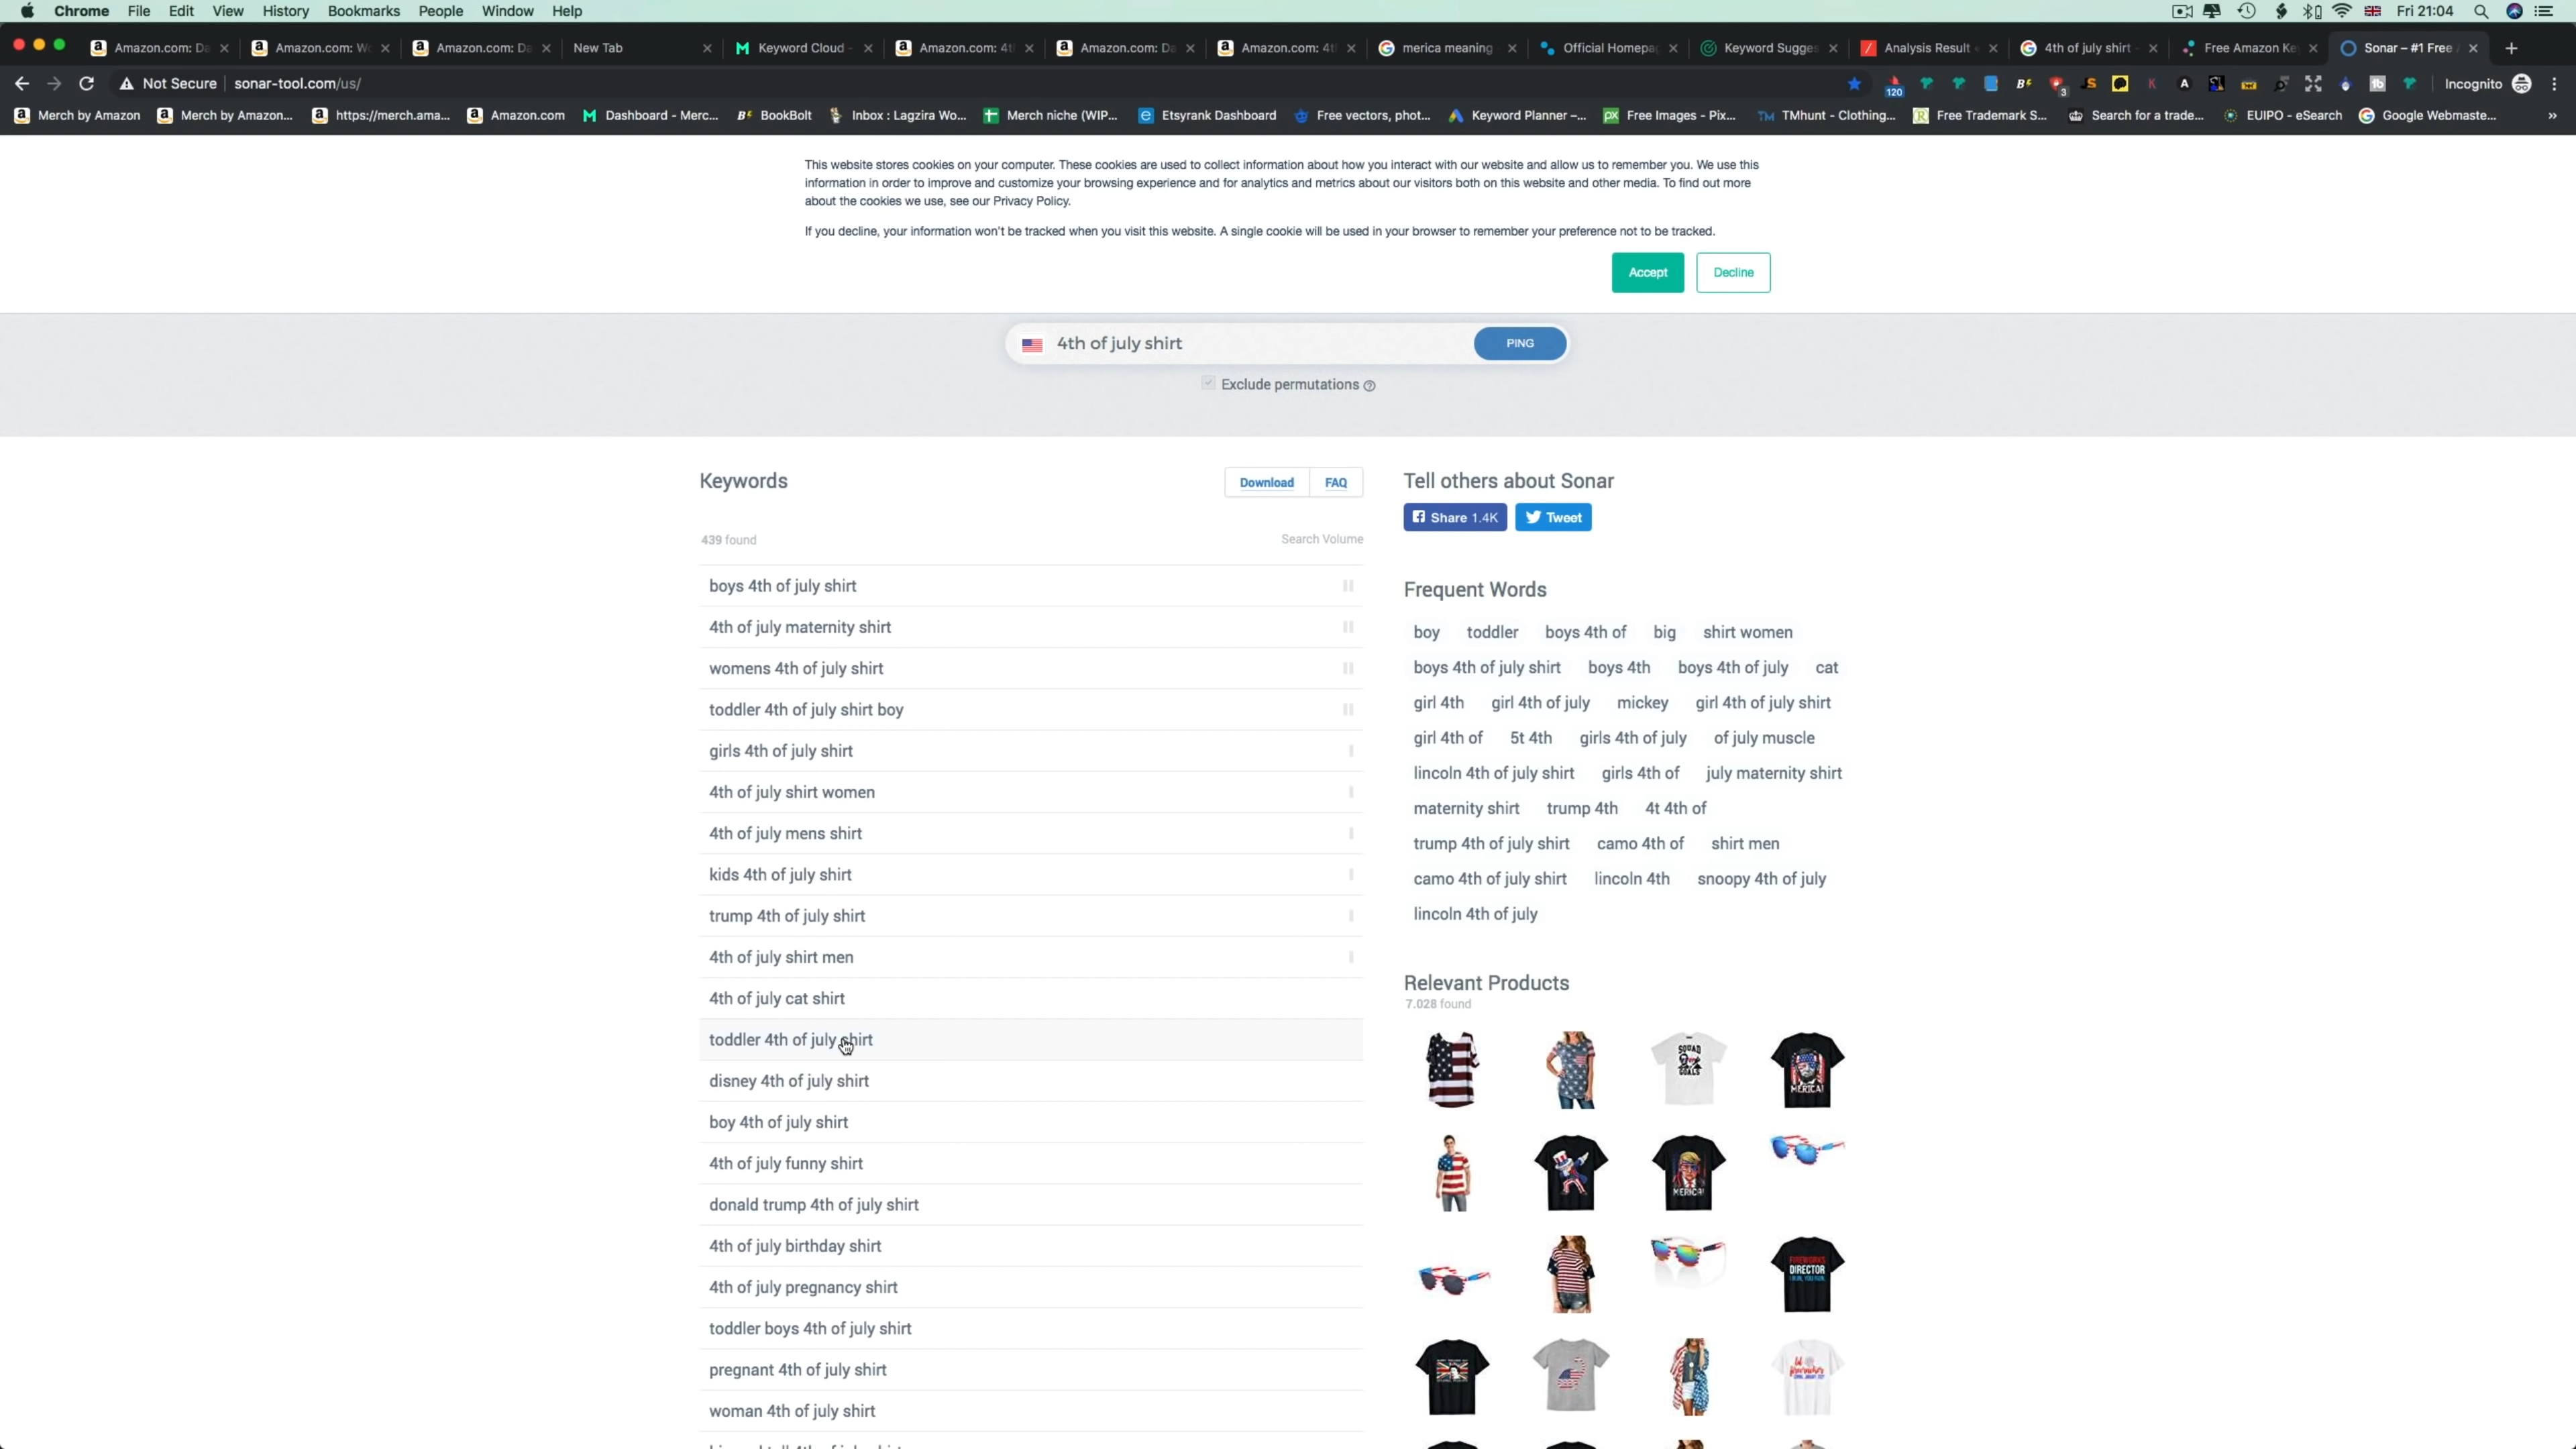 Chrome File Edit View History Bookmarks People Window Help Fri 21:04
Amazon.com: Da Amazon.com: Wo Amazon.com: Da New Tab Keyword Cloud - Amazon.com: 4t Amazon.com: Da Amazon.com: 4t merica meaning Official Homepag Keyword Sugges Analysis Result 4th of july shirt Free Amazon Ke Sonar – #1 Free
Not Secure sonar-tool.com/us/ 120 3 Incognito
Merch by Amazon Merch by Amazon... https://merch.ama... Amazon.com Dashboard - Merc... BookBolt Inbox : Lagzira Wo... Merch niche (WIP... Etsyrank Dashboard Free vectors, phot... Keyword Planner –... Free Images - Pix... TMhunt - Clothing... Free Trademark S... Search for a trade... EUIPO - eSearch Google Webmaste... »
This website stores cookies on your computer. These cookies are used to collect information about how you interact with our website and allow us to remember you. We use this
information in order to improve and customize your browsing experience and for analytics and metrics about our visitors both on this website and other media. To find out more
about the cookies we use, see our Privacy Policy.
If you decline, your information won't be tracked when you visit this website. A single cookie will be used in your browser to remember your preference not to be tracked.
Accept Decline
4th of july shirt PING
Exclude permutations
Keywords Download FAQ
439 found Search Volume
boys 4th of july shirt
4th of july maternity shirt
womens 4th of july shirt
toddler 4th of july shirt boy
girls 4th of july shirt
4th of july shirt women
4th of july mens shirt
kids 4th of july shirt
trump 4th of july shirt
4th of july shirt men
4th of july cat shirt
toddler 4th of july shirt
disney 4th of july shirt
boy 4th of july shirt
4th of july funny shirt
donald trump 4th of july shirt
4th of july birthday shirt
4th of july pregnancy shirt
toddler boys 4th of july shirt
pregnant 4th of july shirt
woman 4th of july shirt
Tell others about Sonar
Share 1.4K Tweet
Frequent Words
boy toddler boys 4th of big shirt women
boys 4th of july shirt boys 4th boys 4th of july cat
girl 4th girl 4th of july mickey girl 4th of july shirt
girl 4th of 5t 4th girls 4th of july of july muscle
lincoln 4th of july shirt girls 4th of july maternity shirt
maternity shirt trump 4th 4t 4th of
trump 4th of july shirt camo 4th of shirt men
camo 4th of july shirt lincoln 4th snoopy 4th of july
lincoln 4th of july
Relevant Products
7.028 found
SQUAD
GOALS
MERICA!
MERICA!
DIRECTOR